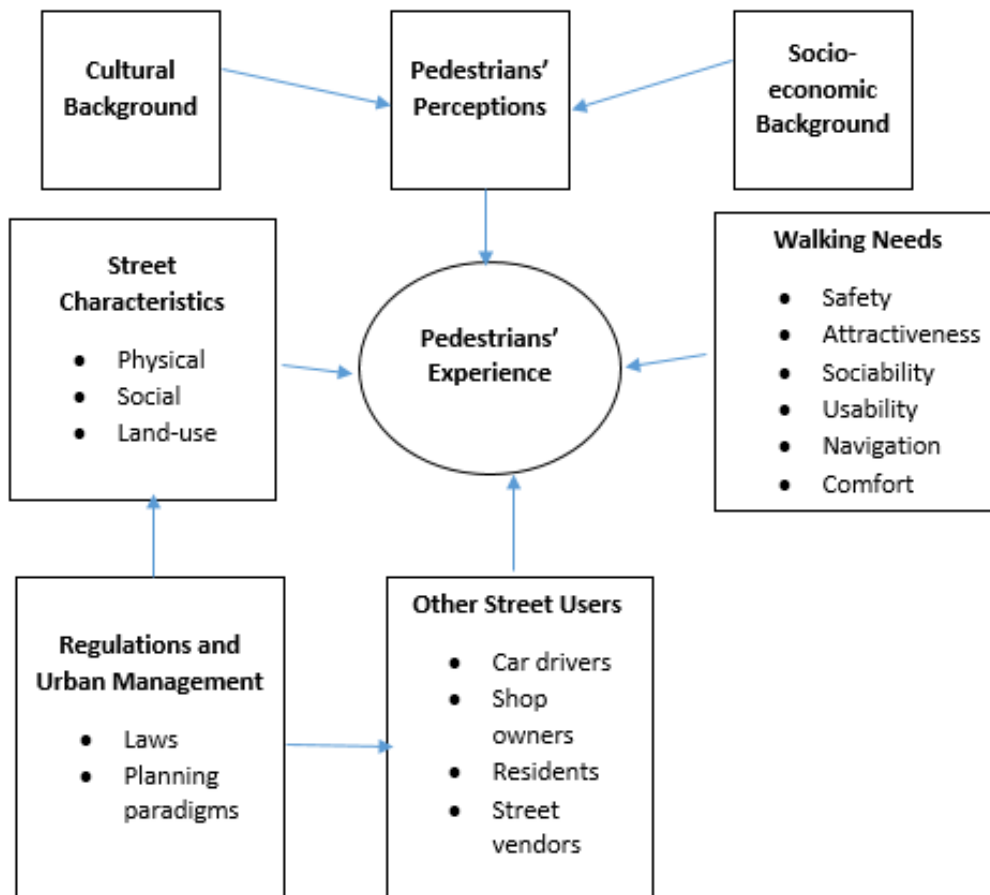 Cultural
Background
Pedestrians’
Perceptions
Socio-
economic
Background
Street
Characteristics
● Physical
● Social
● Land-use
Pedestrians’
Experience
Walking Needs
● Safety
● Attractiveness
● Sociability
● Usability
● Navigation
● Comfort
Regulations and
Urban Management
● Laws
● Planning
paradigms
Other Street Users
● Car drivers
● Shop
owners
● Residents
● Street
vendors